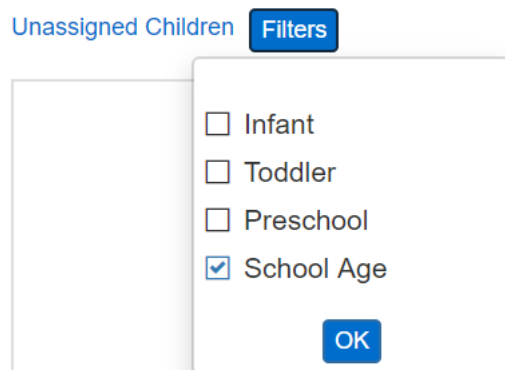 Unassigned Children Filters
Infant
Toddler
Preschool
School Age
OK